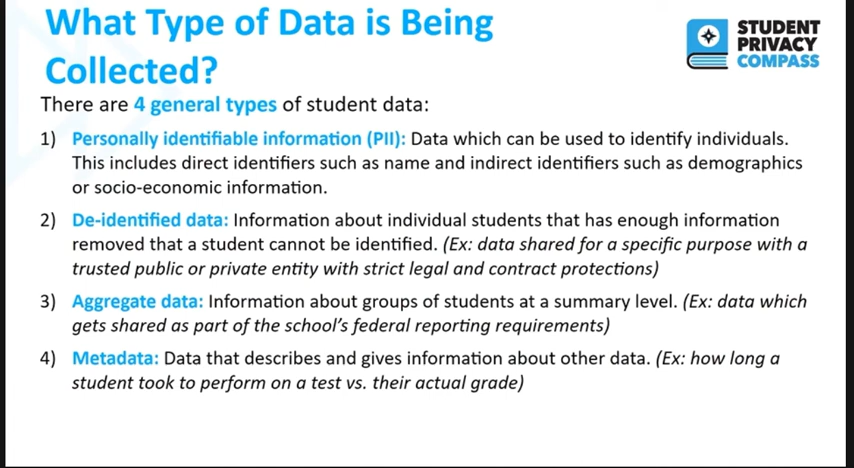 What Type of Data is Being
Collected?
STUDENT
PRIVACY
COMPASS
There are 4 general types of student data:
1) Personally identifiable information (PII): Data which can be used to identify individuals.
This includes direct identifiers such as name and indirect identifiers such as demographics
or socio-economic information.
2) De-identified data: Information about individual students that has enough information
removed that a student cannot be identified. (Ex: data shared for a specific purpose with a
trusted public or private entity with strict legal and contract protections)
3) Aggregate data: Information about groups of students at a summary level. (Ex: data which
gets shared as part of the school's federal reporting requirements)
4) Metadata: Data that describes and gives information about other data. (Ex: how long a
student took to perform on a test vs. their actual grade)